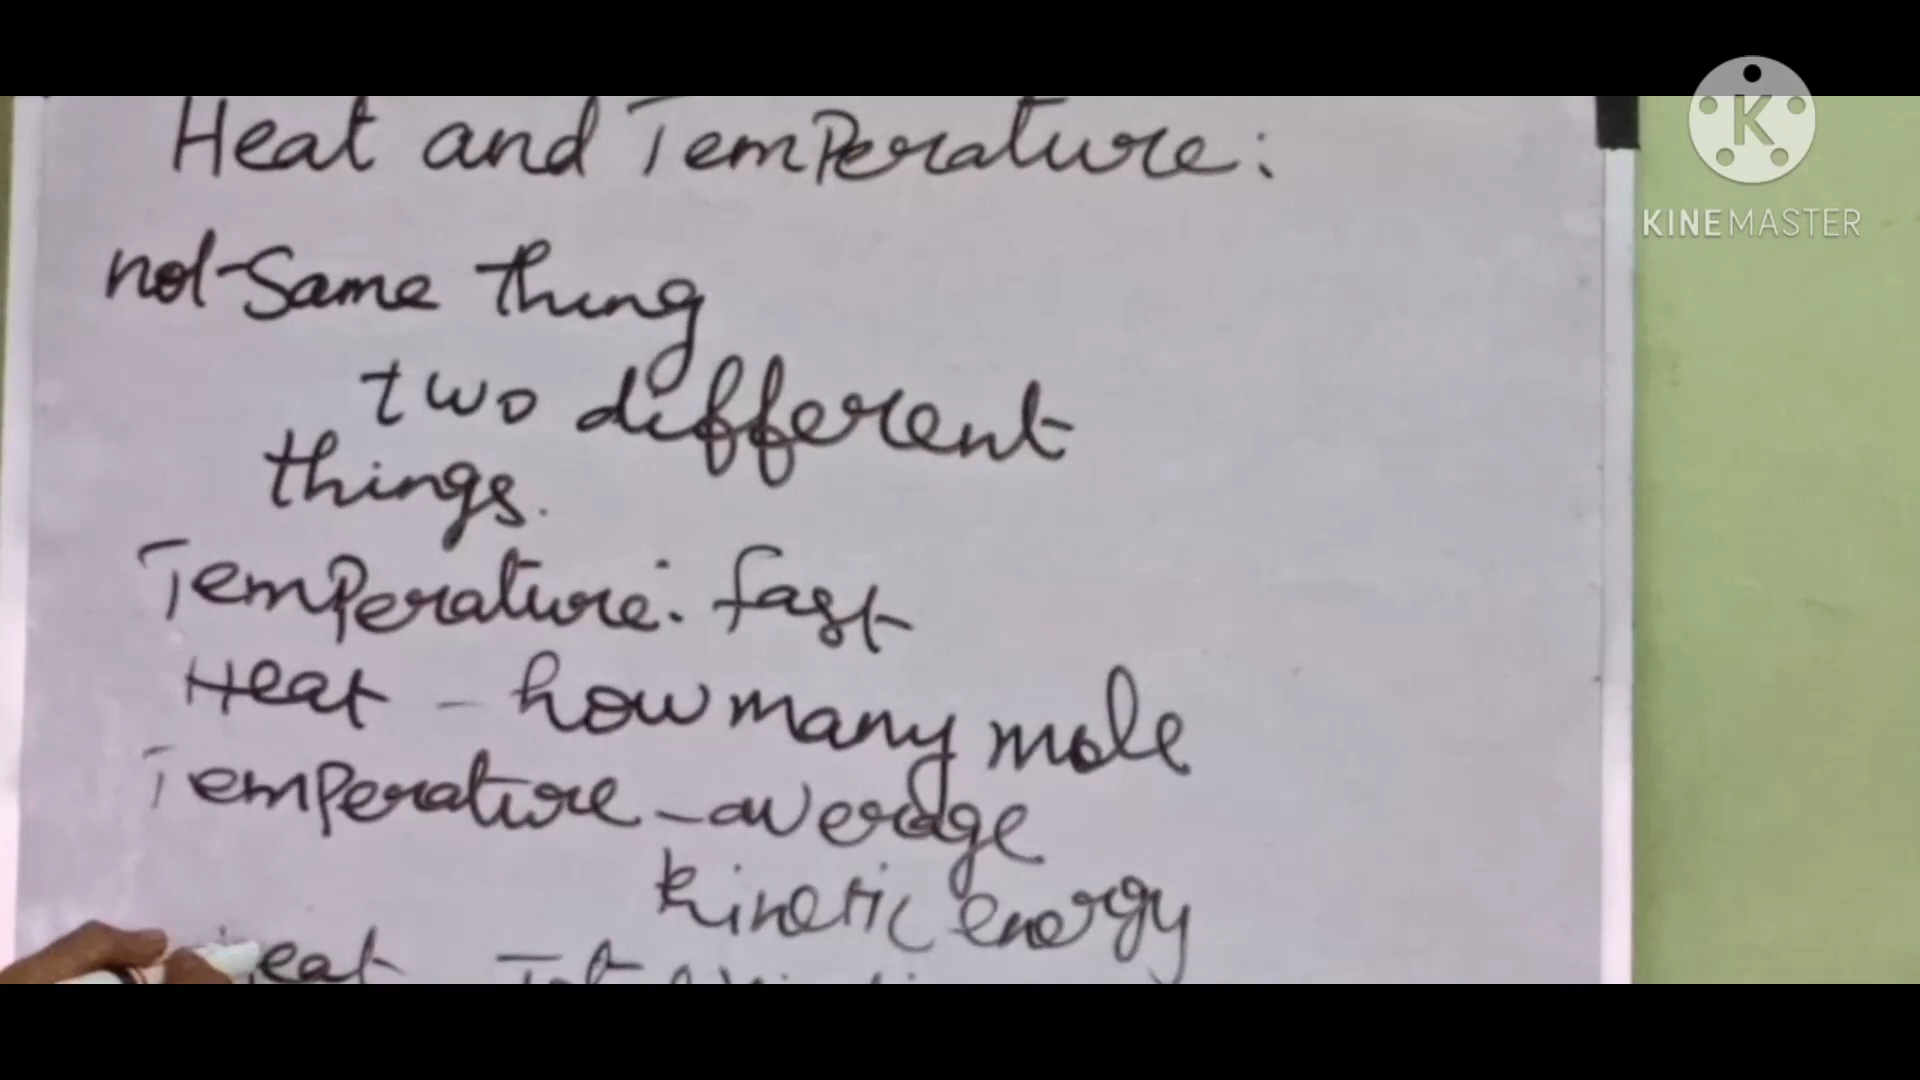 Heat and Temperature:
not Same thing
two different
things.
Temperature: fast
Heat - how many mole
Temperature - average
kinetic energy
Heat
K
KINEMASTER